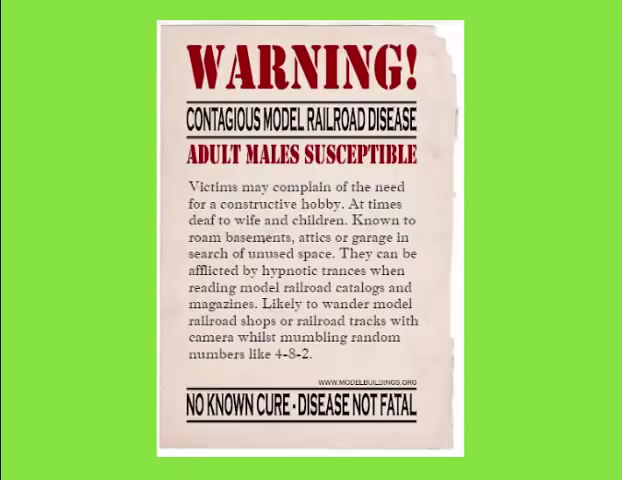 WARNING!
CONTAGIOUS MODEL RAILROAD DISEASE
ADULT MALES SUSCEPTIBLE
Victims may complain of the need
for a constructive hobby. At times
deaf to wife and children. Known to
roam basements, attics or garage in
search of unused space. They can be
afflicted by hypnotic trances when
reading model railroad catalogs and
magazines. Likely to wander model
railroad shops or railroad tracks with
camera whilst mumbling random
numbers like 4-8-2.
WWW.MODELBUILDINGS.ORG
NO KNOWN CURE · DISEASE NOT FATAL